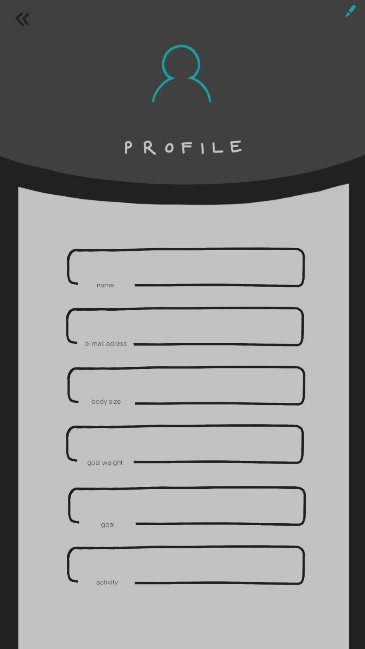 PROFILE
name
e-mail adress
body size
goal weight
goal
activity